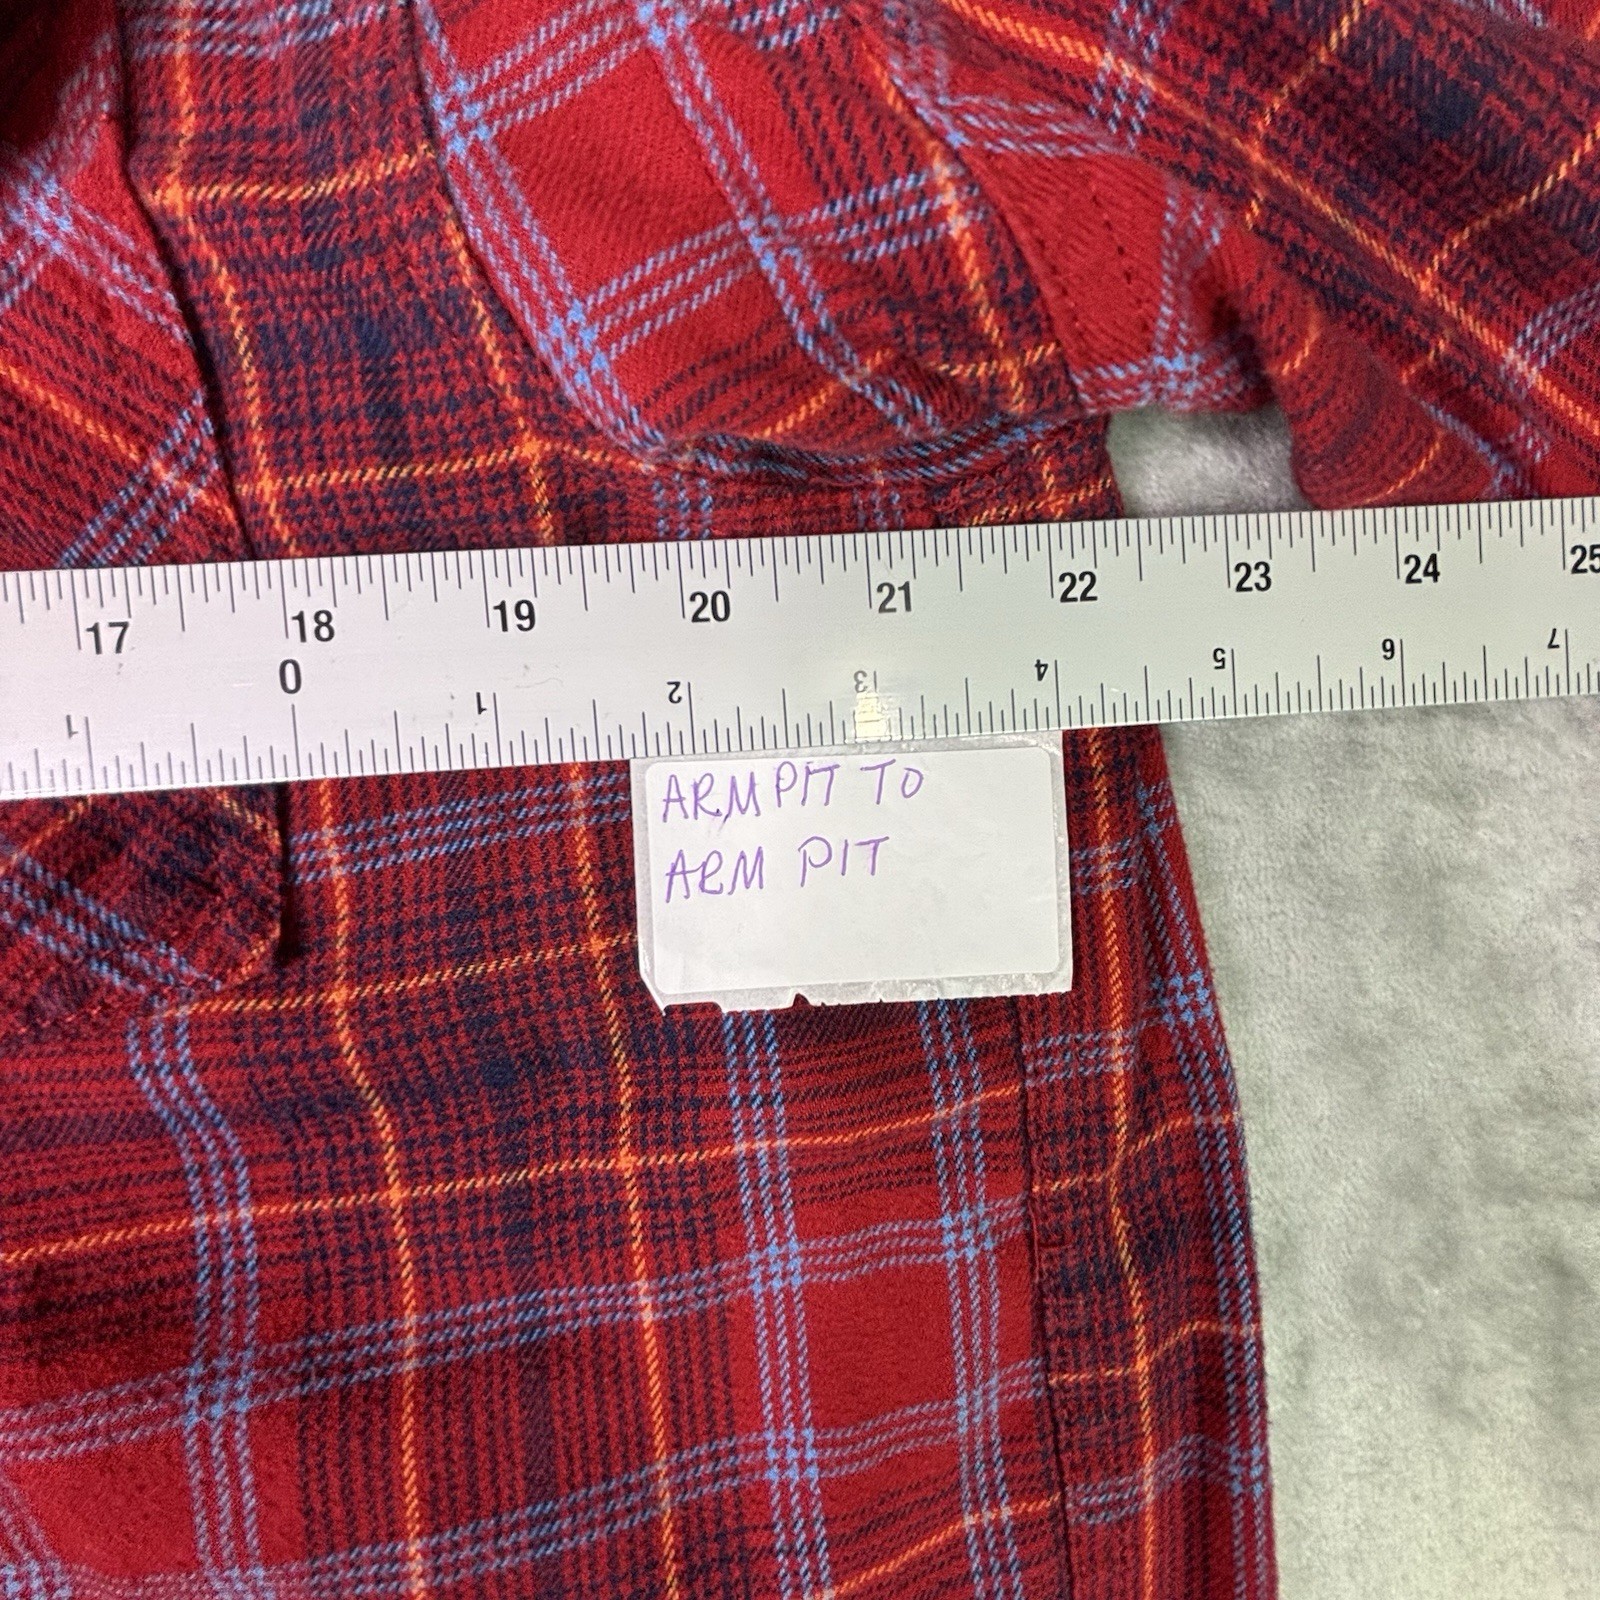 17 18 19 20 21 22 23 24 25
1 0 1 2 3 4 5 6 7
ARMPIT TO
ARM PIT